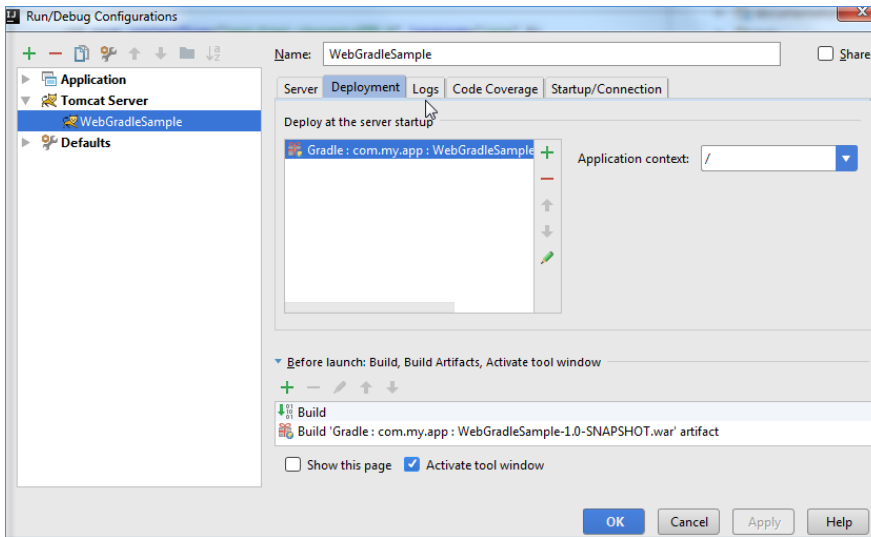 Run/Debug Configurations
Name: WebGradleSample
Share
Application
Tomcat Server
WebGradleSample
Defaults
Server Deployment Logs Code Coverage Startup/Connection
Deploy at the server startup
Gradle : com.my.app : WebGradleSample
Application context: /
Before launch: Build, Build Artifacts, Activate tool window
Build
Build 'Gradle : com.my.app : WebGradleSample-1.0-SNAPSHOT.war' artifact
Show this page Activate tool window
OK Cancel Apply Help